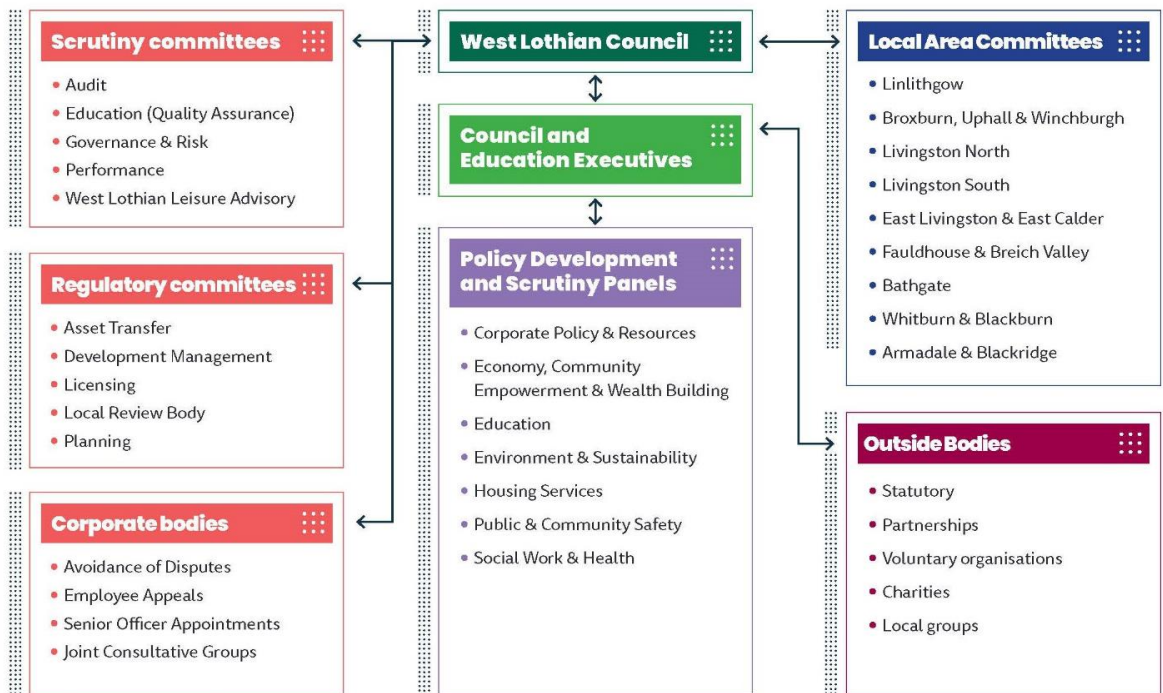 Scrutiny committees
Audit
Education (Quality Assurance)
Governance & Risk
Performance
West Lothian Leisure Advisory
Regulatory committees
Asset Transfer
Development Management
Licensing
Local Review Body
Planning
Corporate bodies
Avoidance of Disputes
Employee Appeals
Senior Officer Appointments
Joint Consultative Groups
West Lothian Council
Council and
Education Executives
Policy Development
and Scrutiny Panels
Corporate Policy & Resources
Economy, Community
Empowerment & Wealth Building
Education
Environment & Sustainability
Housing Services
Public & Community Safety
Social Work & Health
Local Area Committees
Linlithgow
Broxburn, Uphall & Winchburgh
Livingston North
Livingston South
East Livingston & East Calder
Fauldhouse & Breich Valley
Bathgate
Whitburn & Blackburn
Armadale & Blackridge
Outside Bodies
Statutory
Partnerships
Voluntary organisations
Charities
Local groups